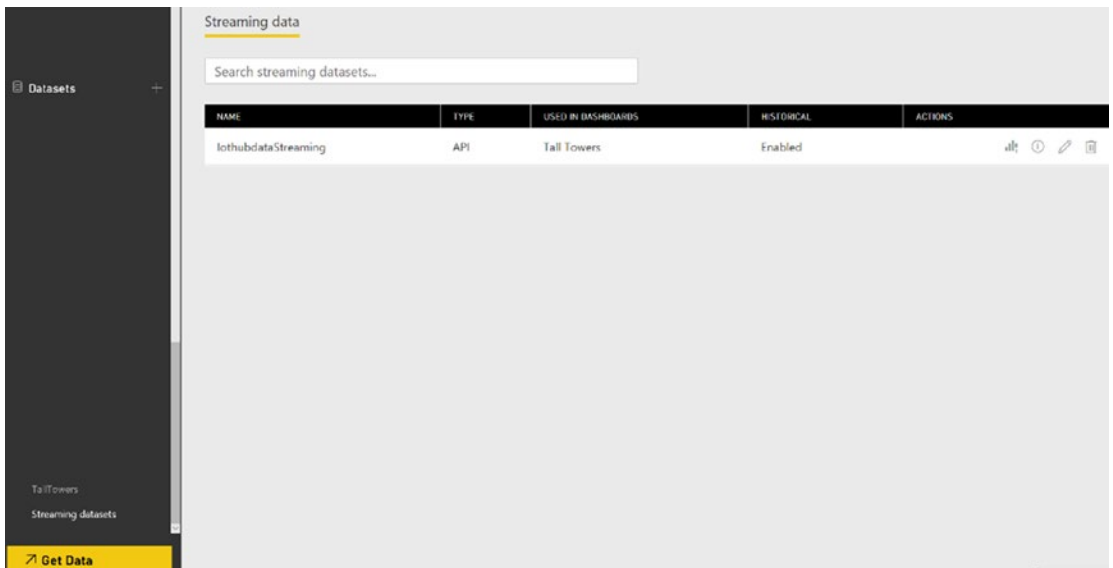 Streaming data
Search streaming datasets...
Datasets
NAME TYPE USED IN DASHBOARDS HISTORICAL ACTIONS
IothubdataStreaming API Tall Towers Enabled
TallTowers
Streaming datasets
Get Data